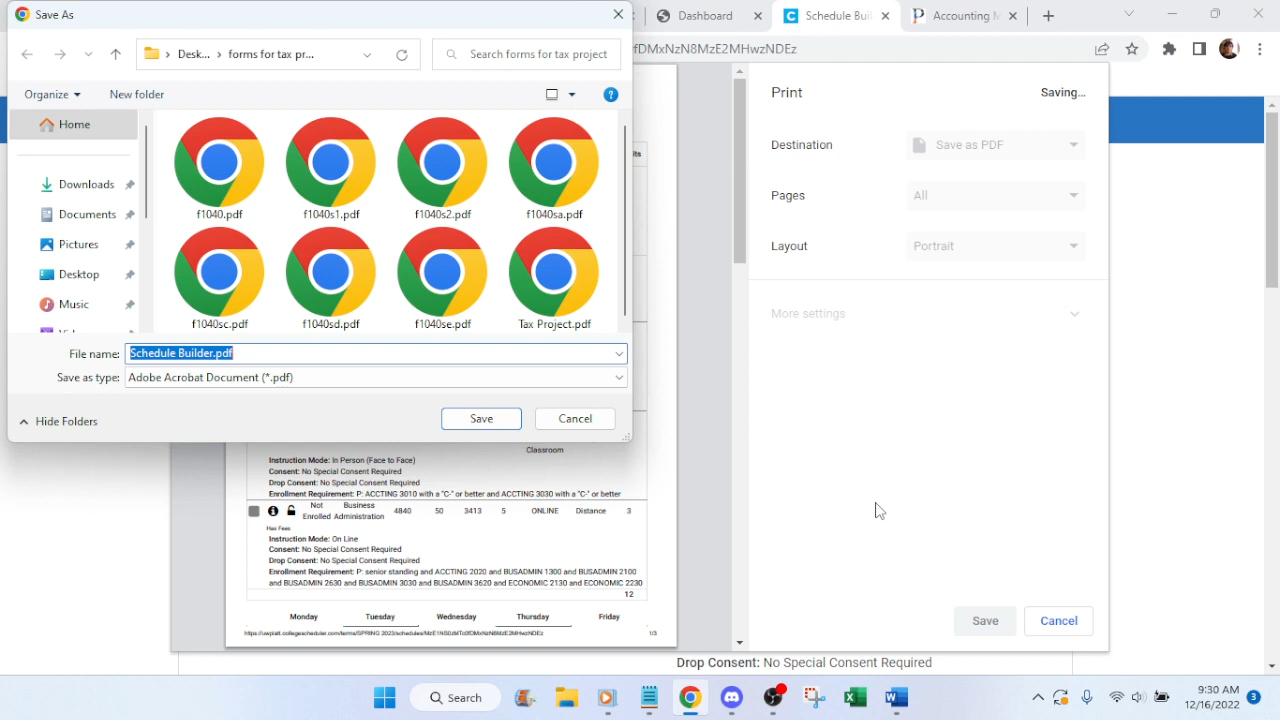 Save As
Dashboard
Schedule Buil
Accounting M
fDMxNzN8MzE2MHwzNDEz
Desk...
forms for tax pr...
Search forms for tax project
Organize
New folder
Home
Downloads
Documents
Pictures
Desktop
Music
f1040.pdf
f1040s1.pdf
f1040s2.pdf
f1040sa.pdf
f1040sc.pdf
f1040sd.pdf
f1040se.pdf
Tax Project.pdf
File name:
Schedule Builder.pdf
Save as type:
Adobe Acrobat Document (*.pdf)
Hide Folders
Save
Cancel
Print
Saving...
Destination
Save as PDF
Pages
All
Layout
Portrait
More settings
Save
Cancel
Classroom
Instruction Mode: In Person (Face to Face)
Consent: No Special Consent Required
Drop Consent: No Special Consent Required
Enrollment Requirement: P: ACCTING 3010 with a "C-" or better and ACCTING 3030 with a "C-" or better
Not Enrolled
Business Administration
4840
50
3413
5
ONLINE
Distance
3
Has Fees
Instruction Mode: On Line
Consent: No Special Consent Required
Drop Consent: No Special Consent Required
Enrollment Requirement: P: senior standing and ACCTING 2020 and BUSADMIN 1300 and BUSADMIN 2100
and BUSADMIN 2630 and BUSADMIN 3030 and BUSADMIN 3620 and ECONOMIC 2130 and ECONOMIC 2230
12
Monday
Tuesday
Wednesday
Thursday
Friday
1/3
Drop Consent: No Special Consent Required
Search
9:30 AM
12/16/2022
3